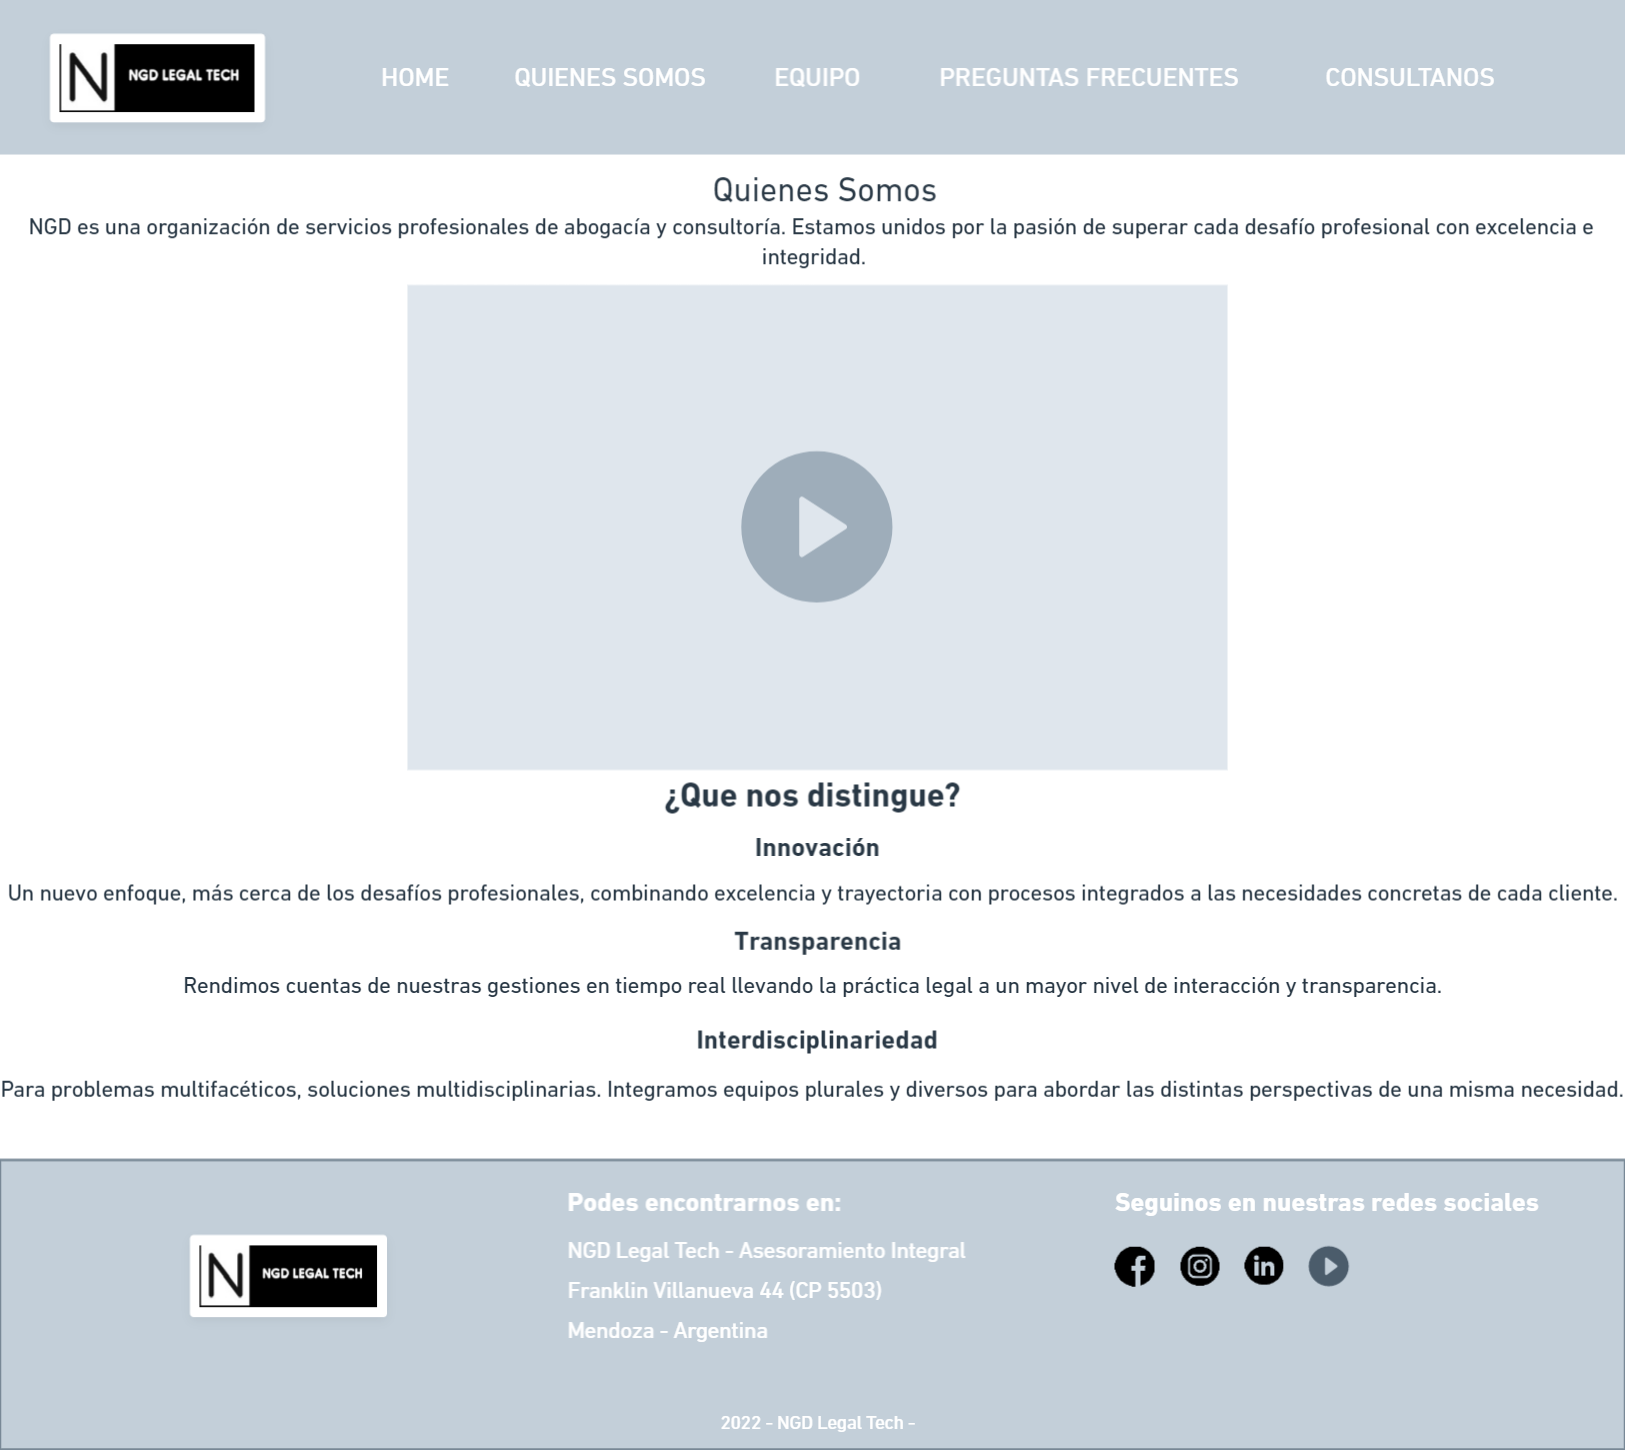 N NGD LEGAL TECH
HOME QUIENES SOMOS EQUIPO PREGUNTAS FRECUENTES CONSULTANOS
Quienes Somos
NGD es una organización de servicios profesionales de abogacía y consultoría. Estamos unidos por la pasión de superar cada desafío profesional con excelencia e
integridad.
¿Que nos distingue?
Innovación
Un nuevo enfoque, más cerca de los desafíos profesionales, combinando excelencia y trayectoria con procesos integrados a las necesidades concretas de cada cliente.
Transparencia
Rendimos cuentas de nuestras gestiones en tiempo real llevando la práctica legal a un mayor nivel de interacción y transparencia.
Interdisciplinariedad
Para problemas multifacéticos, soluciones multidisciplinarias. Integramos equipos plurales y diversos para abordar las distintas perspectivas de una misma necesidad.
N NGD LEGAL TECH
Podes encontrarnos en:
NGD Legal Tech - Asesoramiento Integral
Franklin Villanueva 44 (CP 5503)
Mendoza - Argentina
Seguinos en nuestras redes sociales
2022 - NGD Legal Tech -